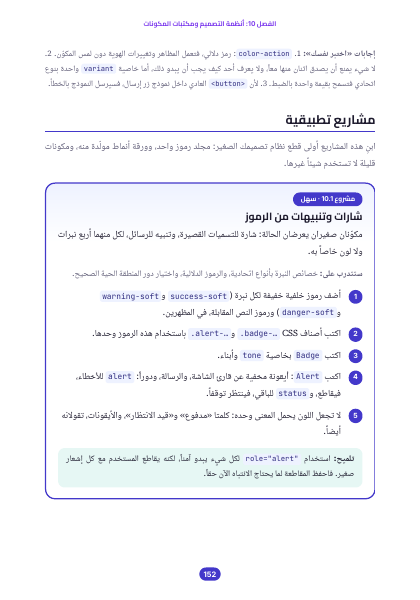 الفصل 10: أنظمة التصميم ومكتبات المكونات
إجابات «اختبر نفسك»: 1. color-action: رمز دلالي، فتعمل المظاهر وتغييرات الهوية دون لمس المكوّن. 2.
لا شيء يمنع أن يصدق اثنان منها معاً، ولا يعرف أحد كيف يجب أن يبدو ذلك، أما خاصية variant واحدة بنوع
اتحادي فتسمح بقيمة واحدة بالضبط. 3. لأن <button> العادي داخل نموذج زر إرسال، فسيرسل النموذج بالخطأ.
مشاريع تطبيقية
ابنِ هذه المشاريع أولى قطع نظام تصميمك الصغير: مجلد رموز واحد، وورقة أنماط مولّدة منه، ومكونات
قليلة لا تستخدم شيئاً غيرها.
مشروع 10.1 · سهل
شارات وتنبيهات من الرموز
مكوّنان صغيران يعرضان الحالة: شارة للتسميات القصيرة، وتنبيه للرسائل، لكل منهما أربع نبرات
ولا لون خاصاً به.
ستتدرب على: خصائص النبرة بأنواع اتحادية، والرموز الدلالية، واختيار دور المنطقة الحية الصحيح.
1 أضف رموز خلفية خفيفة لكل نبرة (success-soft و warning-soft
و danger-soft) ورموز النص المقابلة، في المظهرين.
2 اكتب أصناف CSS .badge-… و .alert-… باستخدام هذه الرموز وحدها.
3 اكتب Badge بخاصية tone وأبناء.
4 اكتب Alert: أيقونة مخفية عن قارئ الشاشة، والرسالة، ودوراً: alert للأخطاء،
فيقاطع، و status للباقي، فينتظر توقفاً.
5 لا تجعل اللون يحمل المعنى وحده: كلمتا «مدفوع» و«قيد الانتظار»، والأيقونات، تقولانه
أيضاً.
تلميح: استخدام role="alert" لكل شيء يبدو آمناً، لكنه يقاطع المستخدم مع كل إشعار
صغير. فاحفظ المقاطعة لما يحتاج الانتباه الآن حقاً.
152